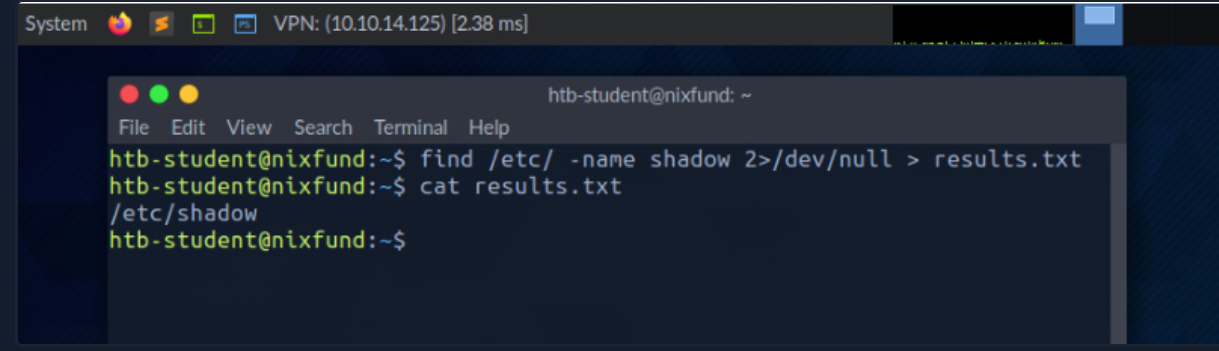 System VPN: (10.10.14.125) [2.38 ms]
htb-student@nixfund: ~
File Edit View Search Terminal Help
htb-student@nixfund:~$ find /etc/ -name shadow 2>/dev/null > results.txt
htb-student@nixfund:~$ cat results.txt
/etc/shadow
htb-student@nixfund:~$